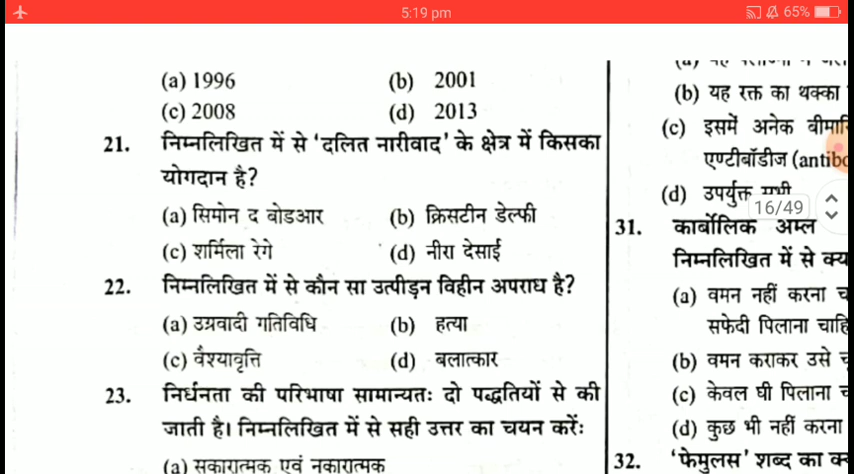 5:19 pm
65%
(a) 1996 (b) 2001
(c) 2008 (d) 2013
21. निम्नलिखित में से 'दलित नारीवाद' के क्षेत्र में किसका
योगदान है?
(a) सिमोन द बोडआर (b) क्रिसटीन डेल्फी
(c) शर्मिला रेगे (d) नीरा देसाई
22. निम्नलिखित में से कौन सा उत्पीड़न विहीन अपराध है?
(a) उग्रवादी गतिविधि (b) हत्या
(c) वैश्यावृत्ति (d) बलात्कार
23. निर्धनता की परिभाषा सामान्यतः दो पद्धतियों से की
जाती है। निम्नलिखित में से सही उत्तर का चयन करेंः
(a) सकारात्मक एवं नकारात्मक
(b) यह रक्त का थक्का
(c) इसमें अनेक
एण्टीबॉडीज
(d) उपर्युक्त सभी
16/49
31. कार्बोलिक अम्ल
निम्नलिखित में से
(a) वमन नहीं करना
सफेदी पिलाना
(b) वमन कराकर उसे
(c) केवल घी पिलाना
(d) कुछ भी नहीं करना
32. 'फेमुलस' शब्द का